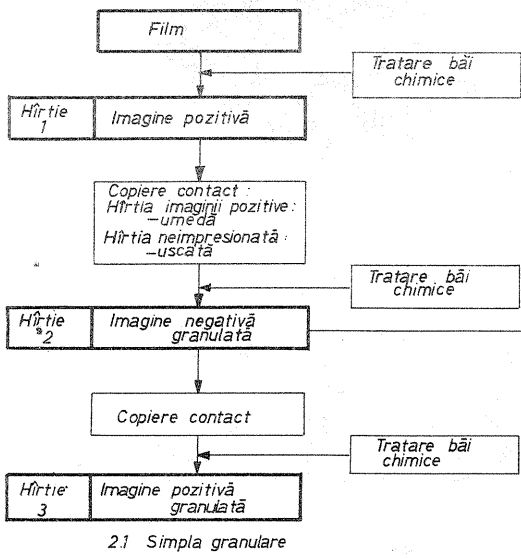 Film
Tratare băi
chimice
Hîrtie
1
Imagine pozitivă
Copiere contact :
Hîrtia imaginii pozitive:
-umedă
Hîrtia neimpresionată :
-uscată
Tratare băi
chimice
Hîrtie
2
Imagine negativă
granulată
Copiere contact
Tratare băi
chimice
Hîrtie
3
Imagine pozitivă
granulată
2.1 Simpla granulare